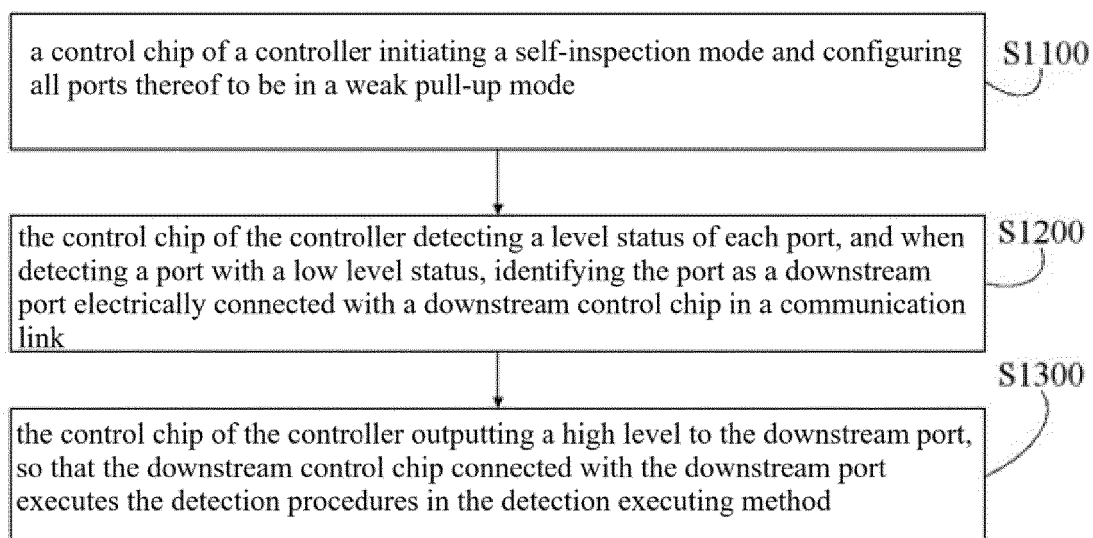 a control chip of a controller initiating a self-inspection mode and configuring
all ports thereof to be in a weak pull-up mode
S1100
the control chip of the controller detecting a level status of each port, and when
detecting a port with a low level status, identifying the port as a downstream
port electrically connected with a downstream control chip in a communication
link
S1200
the control chip of the controller outputting a high level to the downstream port,
so that the downstream control chip connected with the downstream port
executes the detection procedures in the detection executing method
S1300